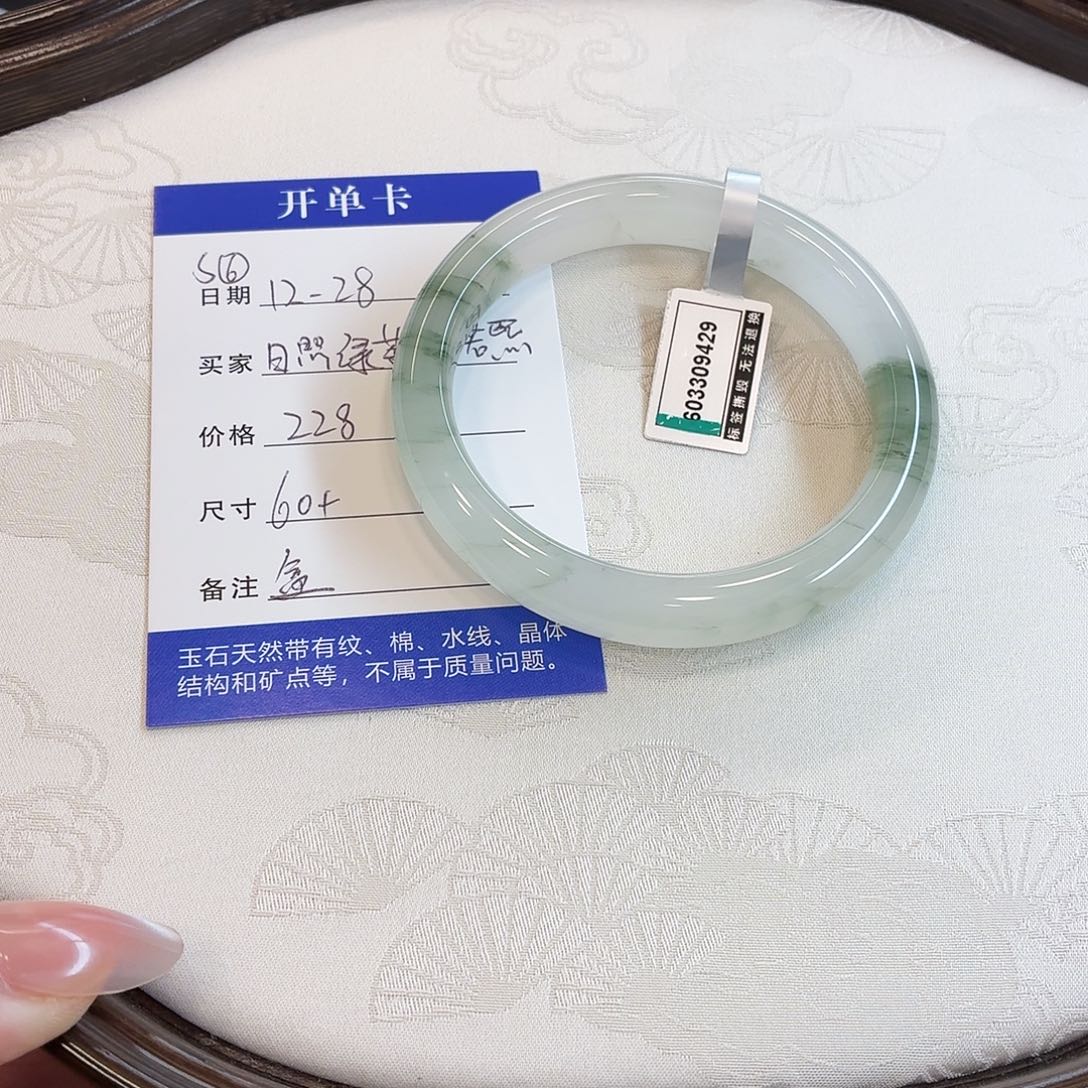 开单卡
S⑥
日期 12-28
买家 日照绿
价格 228
尺寸 60+
备注 盒
玉石天然带有纹、棉、水线、晶体
结构和矿点等，不属于质量问题。
603309429
标签撕毁 无法退换